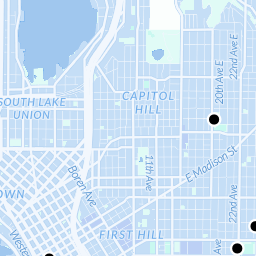 SOUTH LAKE
UNION
CAPITOL
HILL
20th Ave E
22nd Ave E
11th Ave
E Madison St
Boren Ave
OWN
Weste
FIRST HILL
22nd Ave